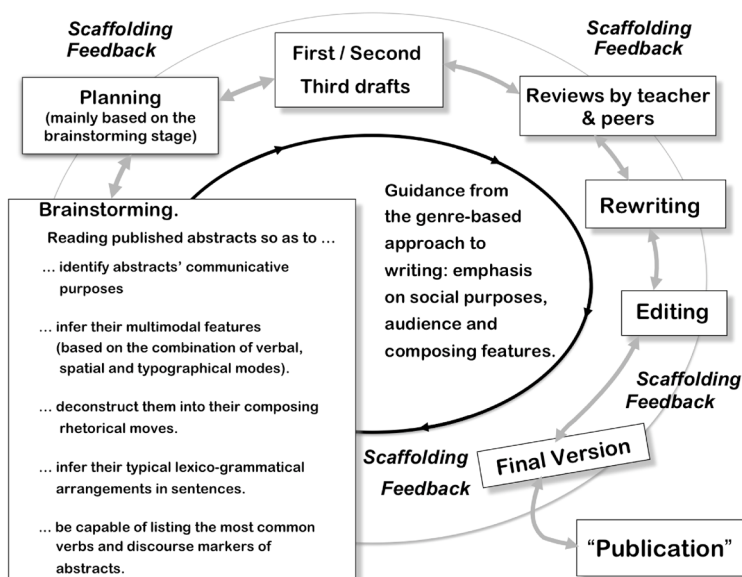 Scaffolding
Feedback
First / Second
Third drafts
Scaffolding
Feedback
Planning
(mainly based on the
brainstorming stage)
Reviews by teacher
& peers
Brainstorming.
Reading published abstracts so as to …
… identify abstracts’ communicative
purposes
… infer their multimodal features
(based on the combination of verbal,
spatial and typographical modes).
… deconstruct them into their composing
rhetorical moves.
… infer their typical lexico-grammatical
arrangements in sentences.
… be capable of listing the most common
verbs and discourse markers of
abstracts.
Guidance from
the genre-based
approach to
writing: emphasis
on social purposes,
audience and
composing features.
Rewriting
Editing
Scaffolding
Feedback
Final Version
Scaffolding
Feedback
“Publication”